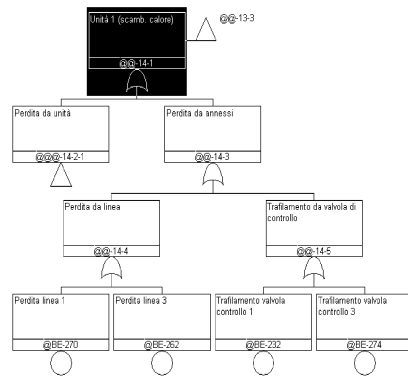 Unità 1 (scamb. calore)
@@-13-3
@@-14-1
Perdita da unità
Perdita da annessi
@@@-14-2-1
@@-14-3
Perdita da linea
Trafilamento da valvola di
controllo
@@-14-4
@@-14-5
Perdita linea 1
Perdita linea 3
Trafilamento valvola
controllo 1
Trafilamento valvola
controllo 3
@BE-270
@BE-262
@BE-232
@BE-274